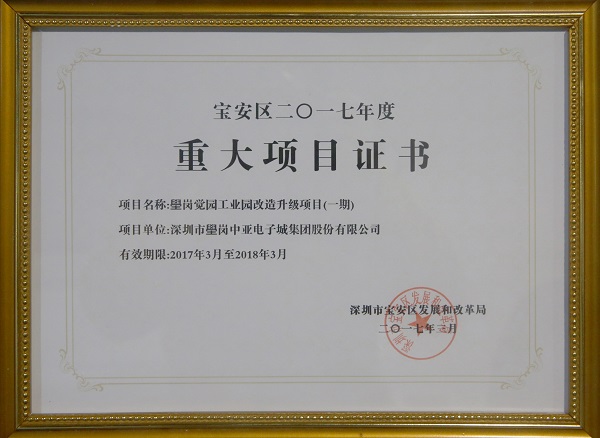 宝安区二〇一七年度
重大项目证书
项目名称:壆岗觉园工业园改造升级项目(一期)
项目单位:深圳市壆岗中亚电子城集团股份有限公司
有效期限:2017年3月至2018年3月
深圳市宝安区发展和改革局
二〇一七年 月